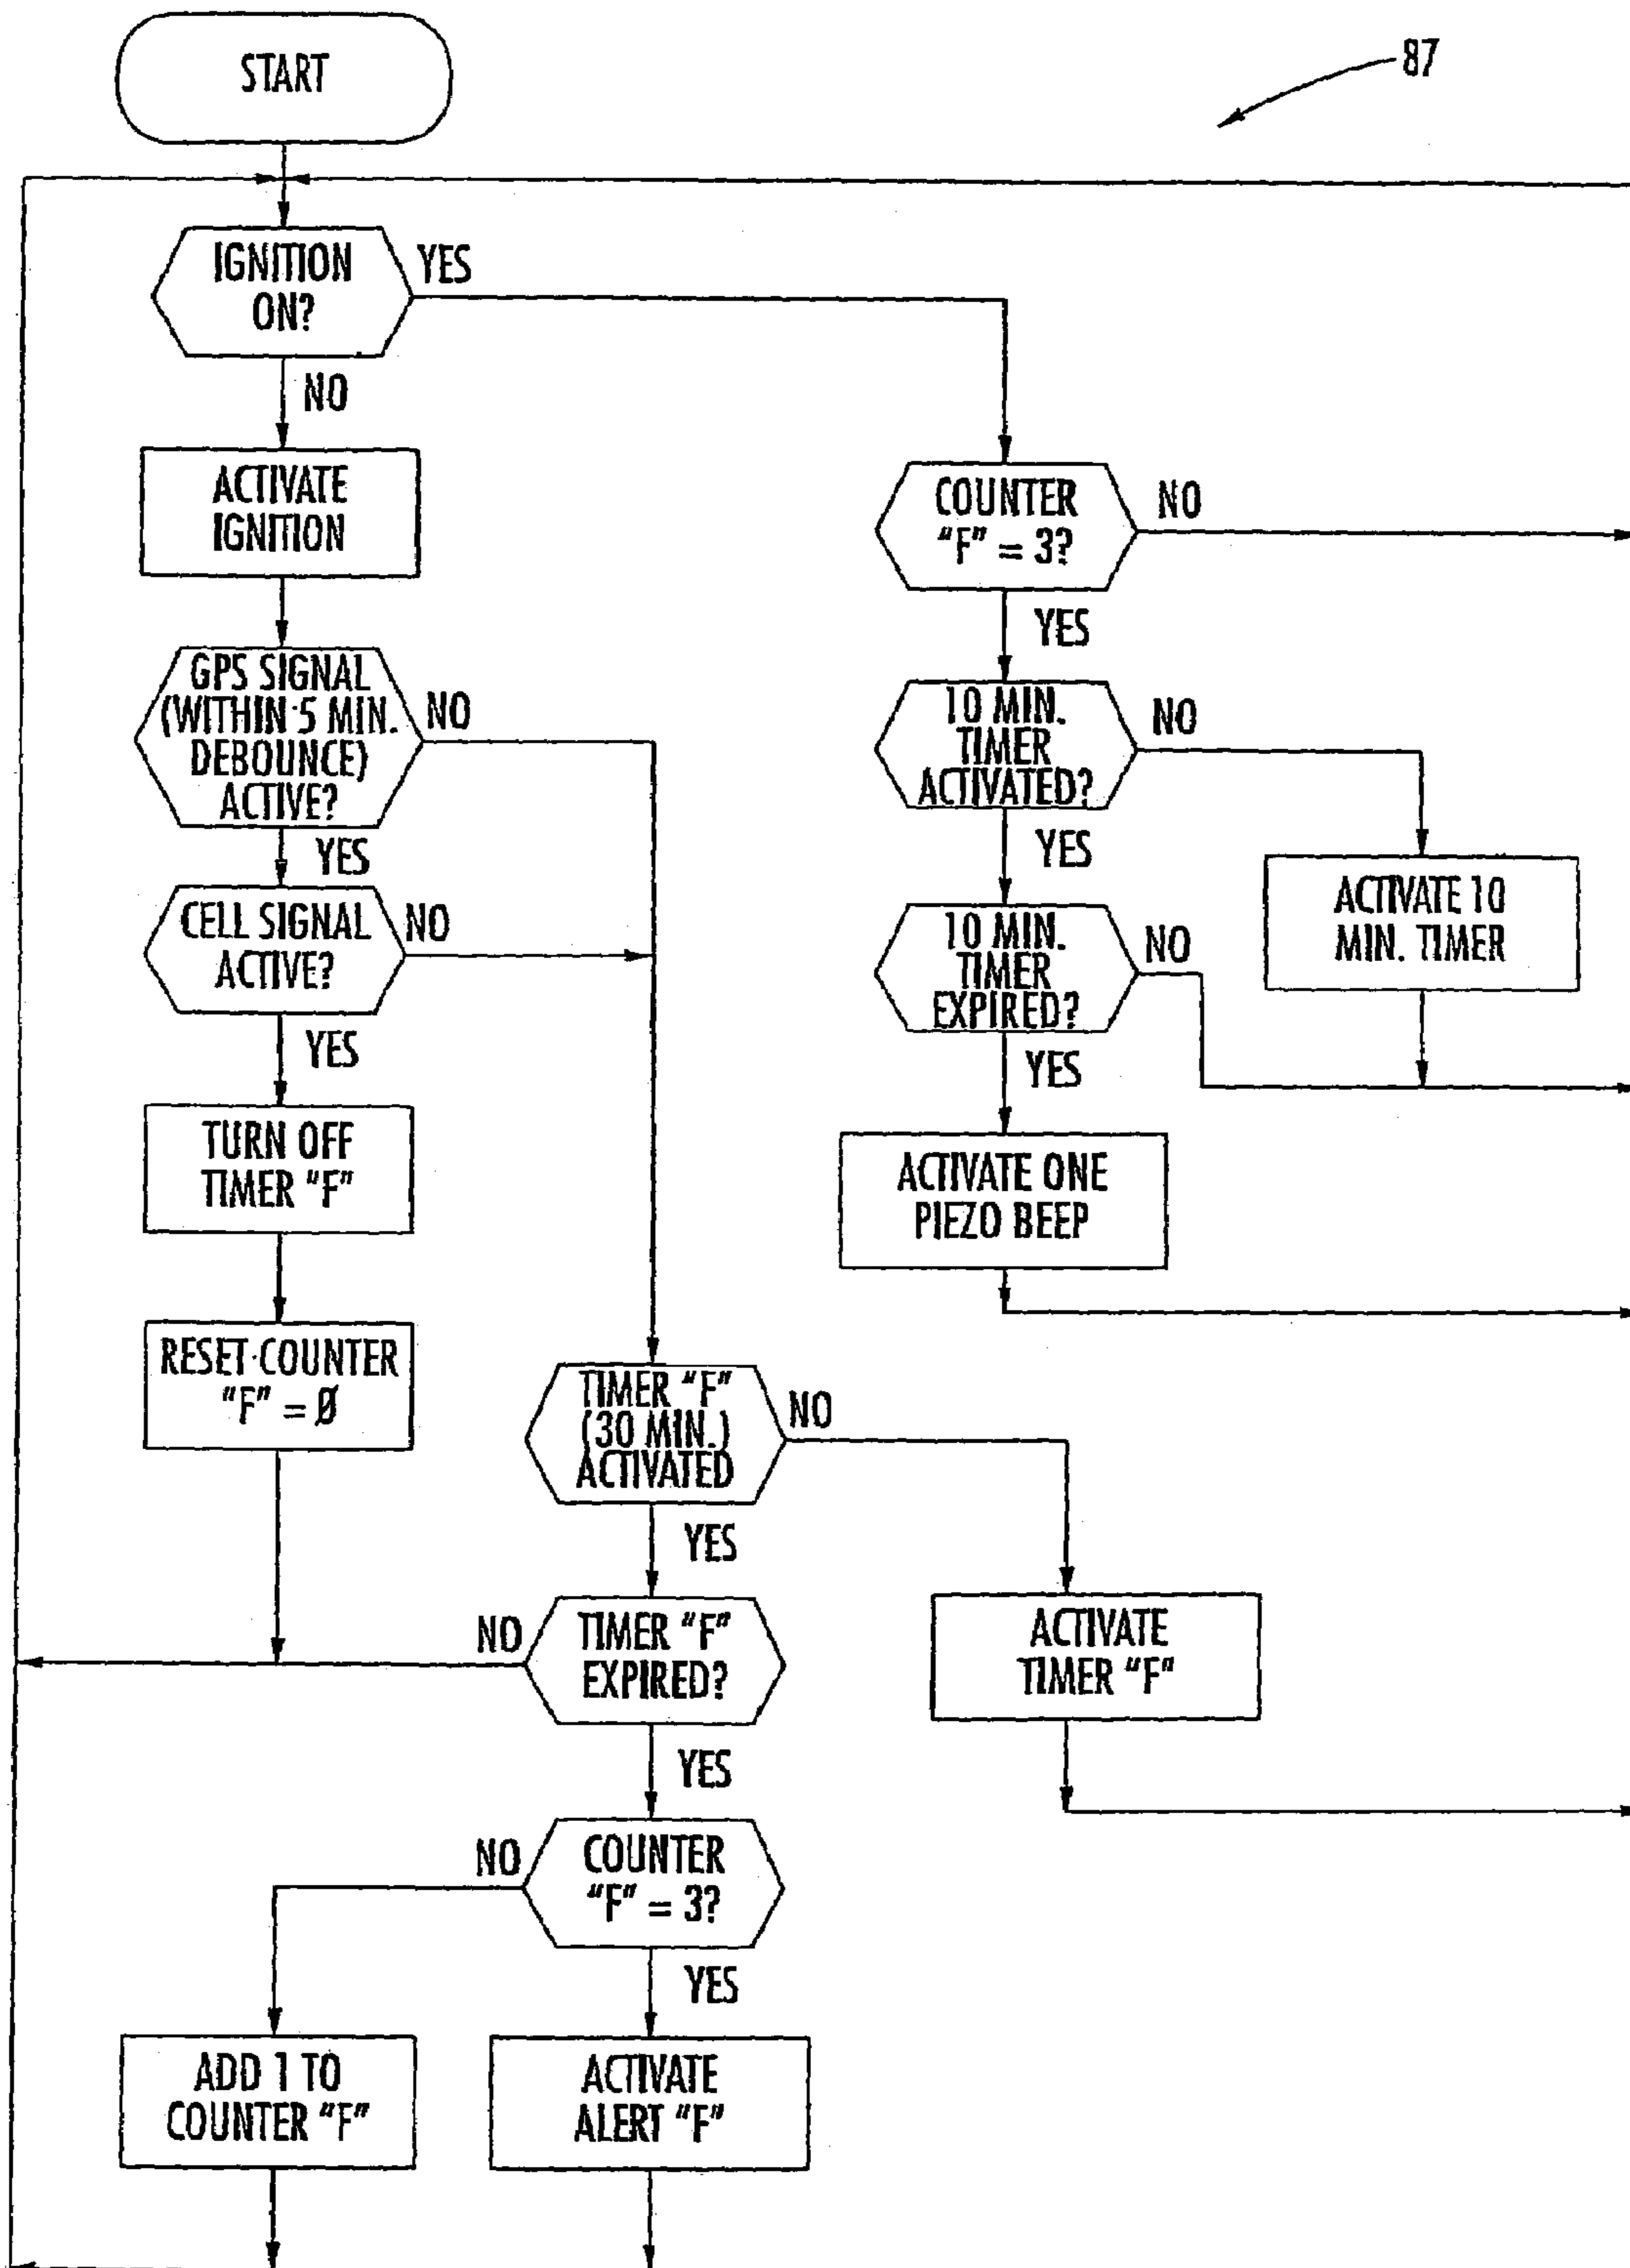 START
87
IGNITION
ON?
YES
NO
ACTIVATE
IGNITION
COUNTER
"F" = 3?
NO
YES
GPS SIGNAL
(WITHIN 5 MIN.
DEBOUNCE)
ACTIVE?
NO
YES
10 MIN.
TIMER
ACTIVATED?
NO
YES
ACTIVATE 10
MIN. TIMER
CELL SIGNAL
ACTIVE?
NO
YES
10 MIN.
TIMER
EXPIRED?
NO
YES
TURN OFF
TIMER "F"
ACTIVATE ONE
PIEZO BEEP
RESET COUNTER
"F" = Ø
TIMER "F"
(30 MIN.)
ACTIVATED
NO
YES
TIMER "F"
EXPIRED?
NO
YES
ACTIVATE
TIMER "F"
COUNTER
"F" = 3?
NO
YES
ADD 1 TO
COUNTER "F"
ACTIVATE
ALERT "F"